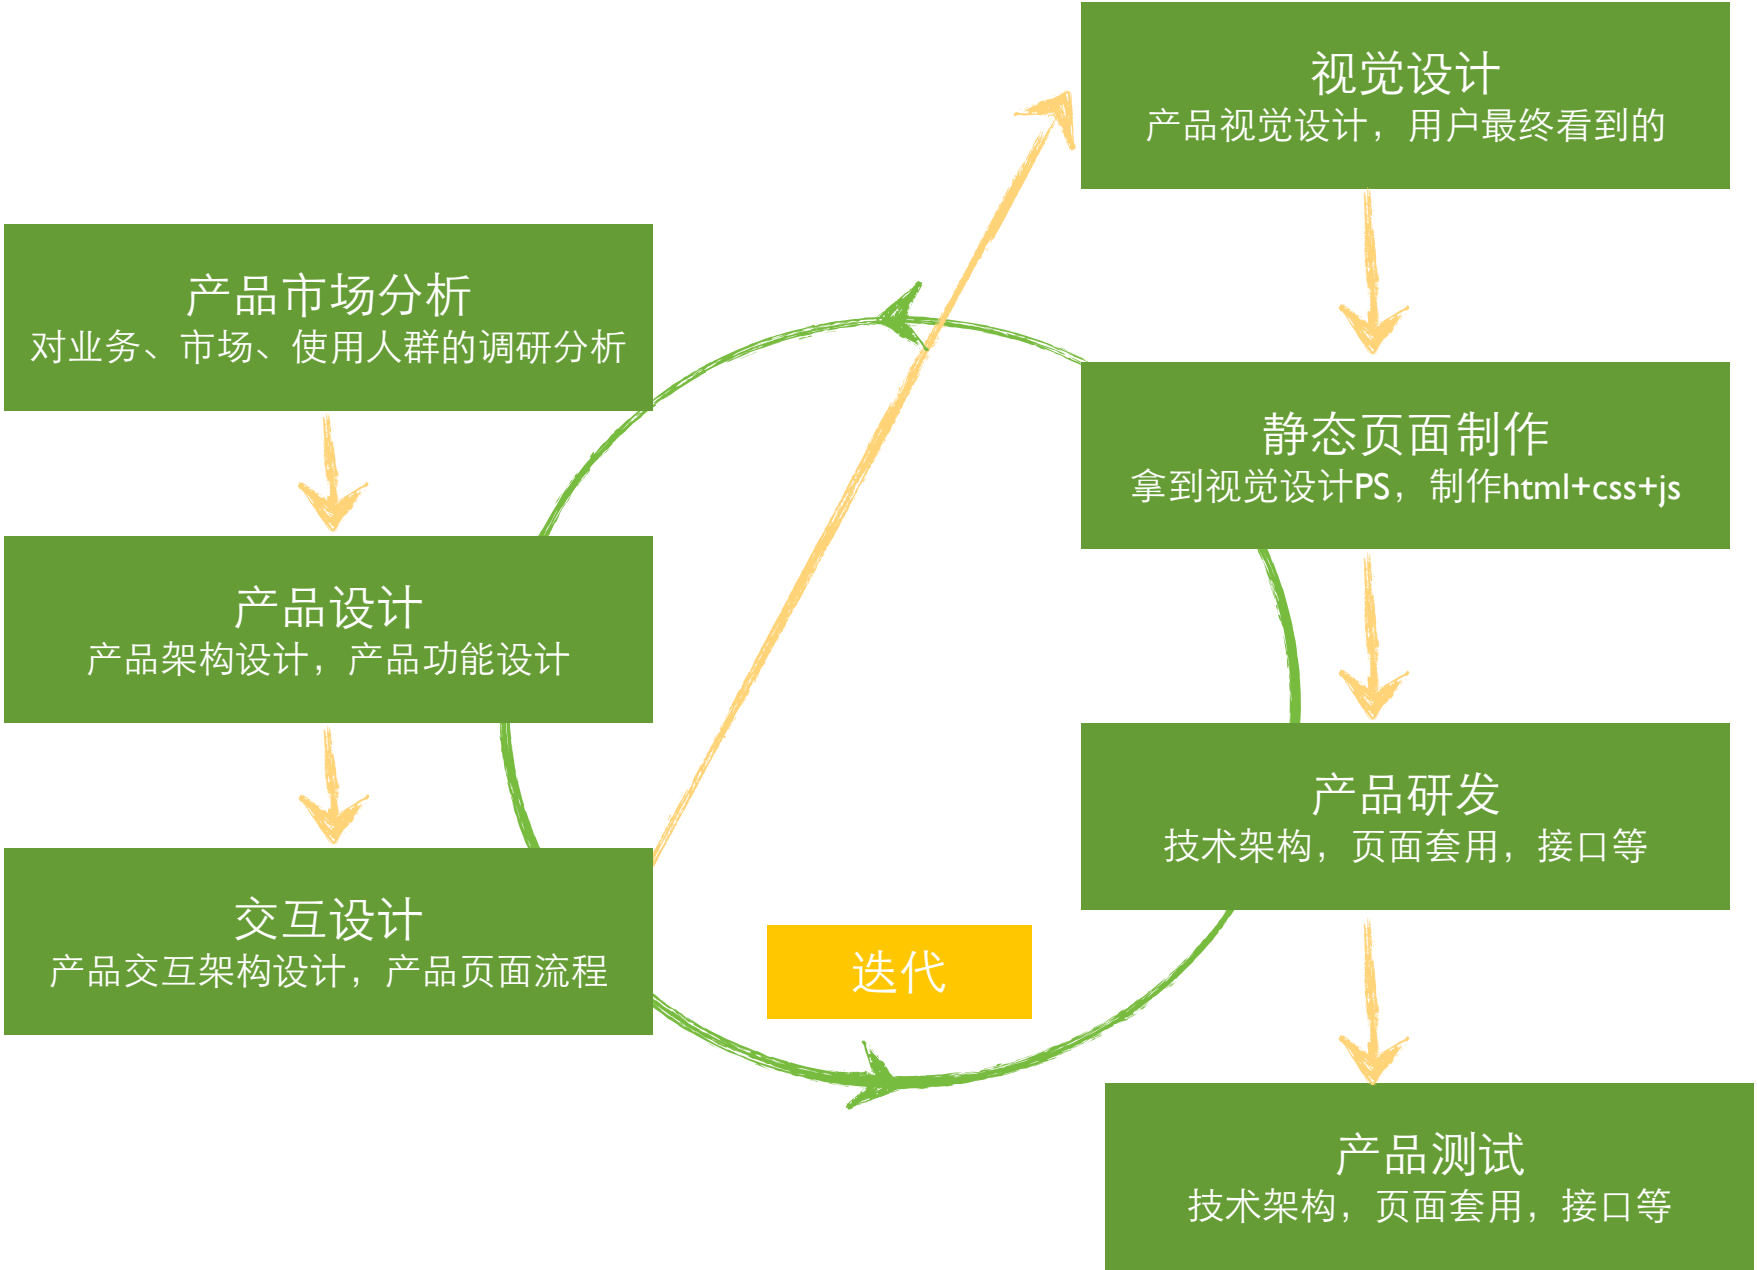 产品市场分析
对业务、市场、使用人群的调研分析
产品设计
产品架构设计，产品功能设计
交互设计
产品交互架构设计，产品页面流程
视觉设计
产品视觉设计，用户最终看到的
静态页面制作
拿到视觉设计PS，制作html+css+js
产品研发
技术架构，页面套用，接口等
产品测试
技术架构，页面套用，接口等
迭代